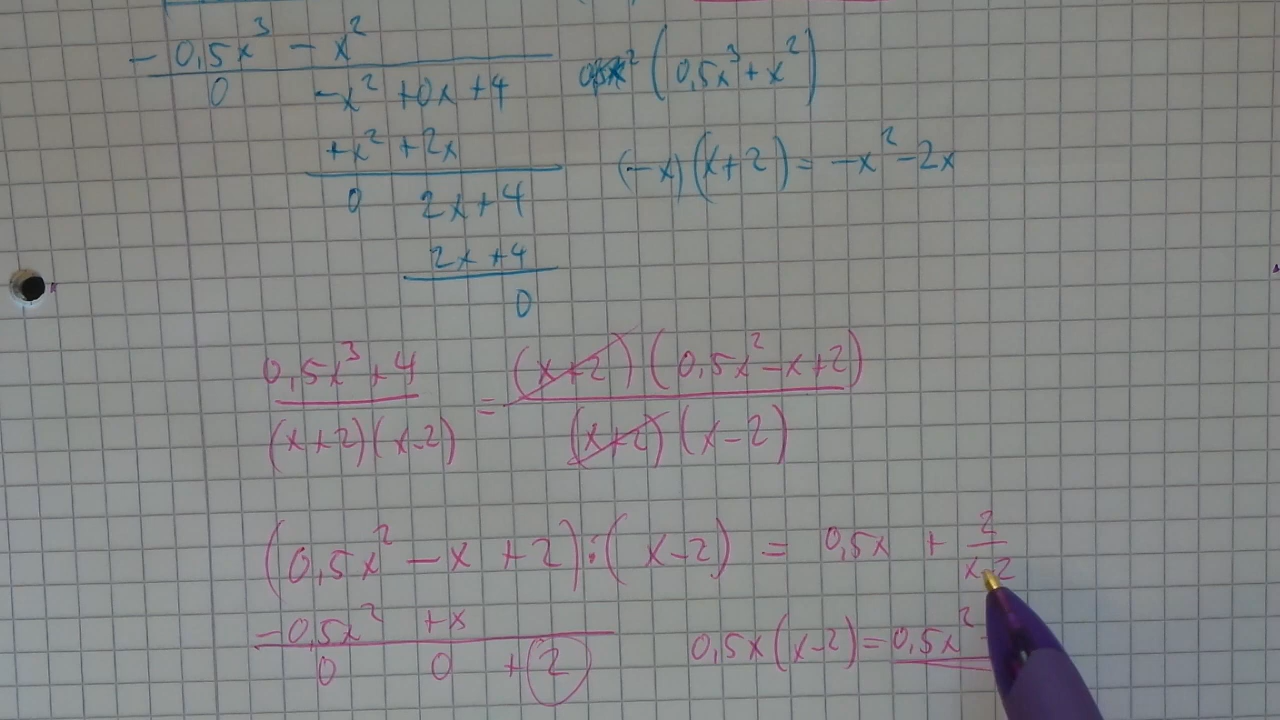 - 0,5x³ - x²
0 -x² +0x +4 (0,5x³+x²)
+x² +2x (-x)(x+2) = -x²-2x
0 2x+4
2x +4
0
0,5x³+4 / (x+2)(x-2) = (x+2)(0,5x²-x+2) / (x+2)(x-2)
(0,5x² - x + 2) : (x-2) = 0,5x + 2 / x-2
-0,5x² +x 0,5x(x-2) = 0,5x²
0 0 +2